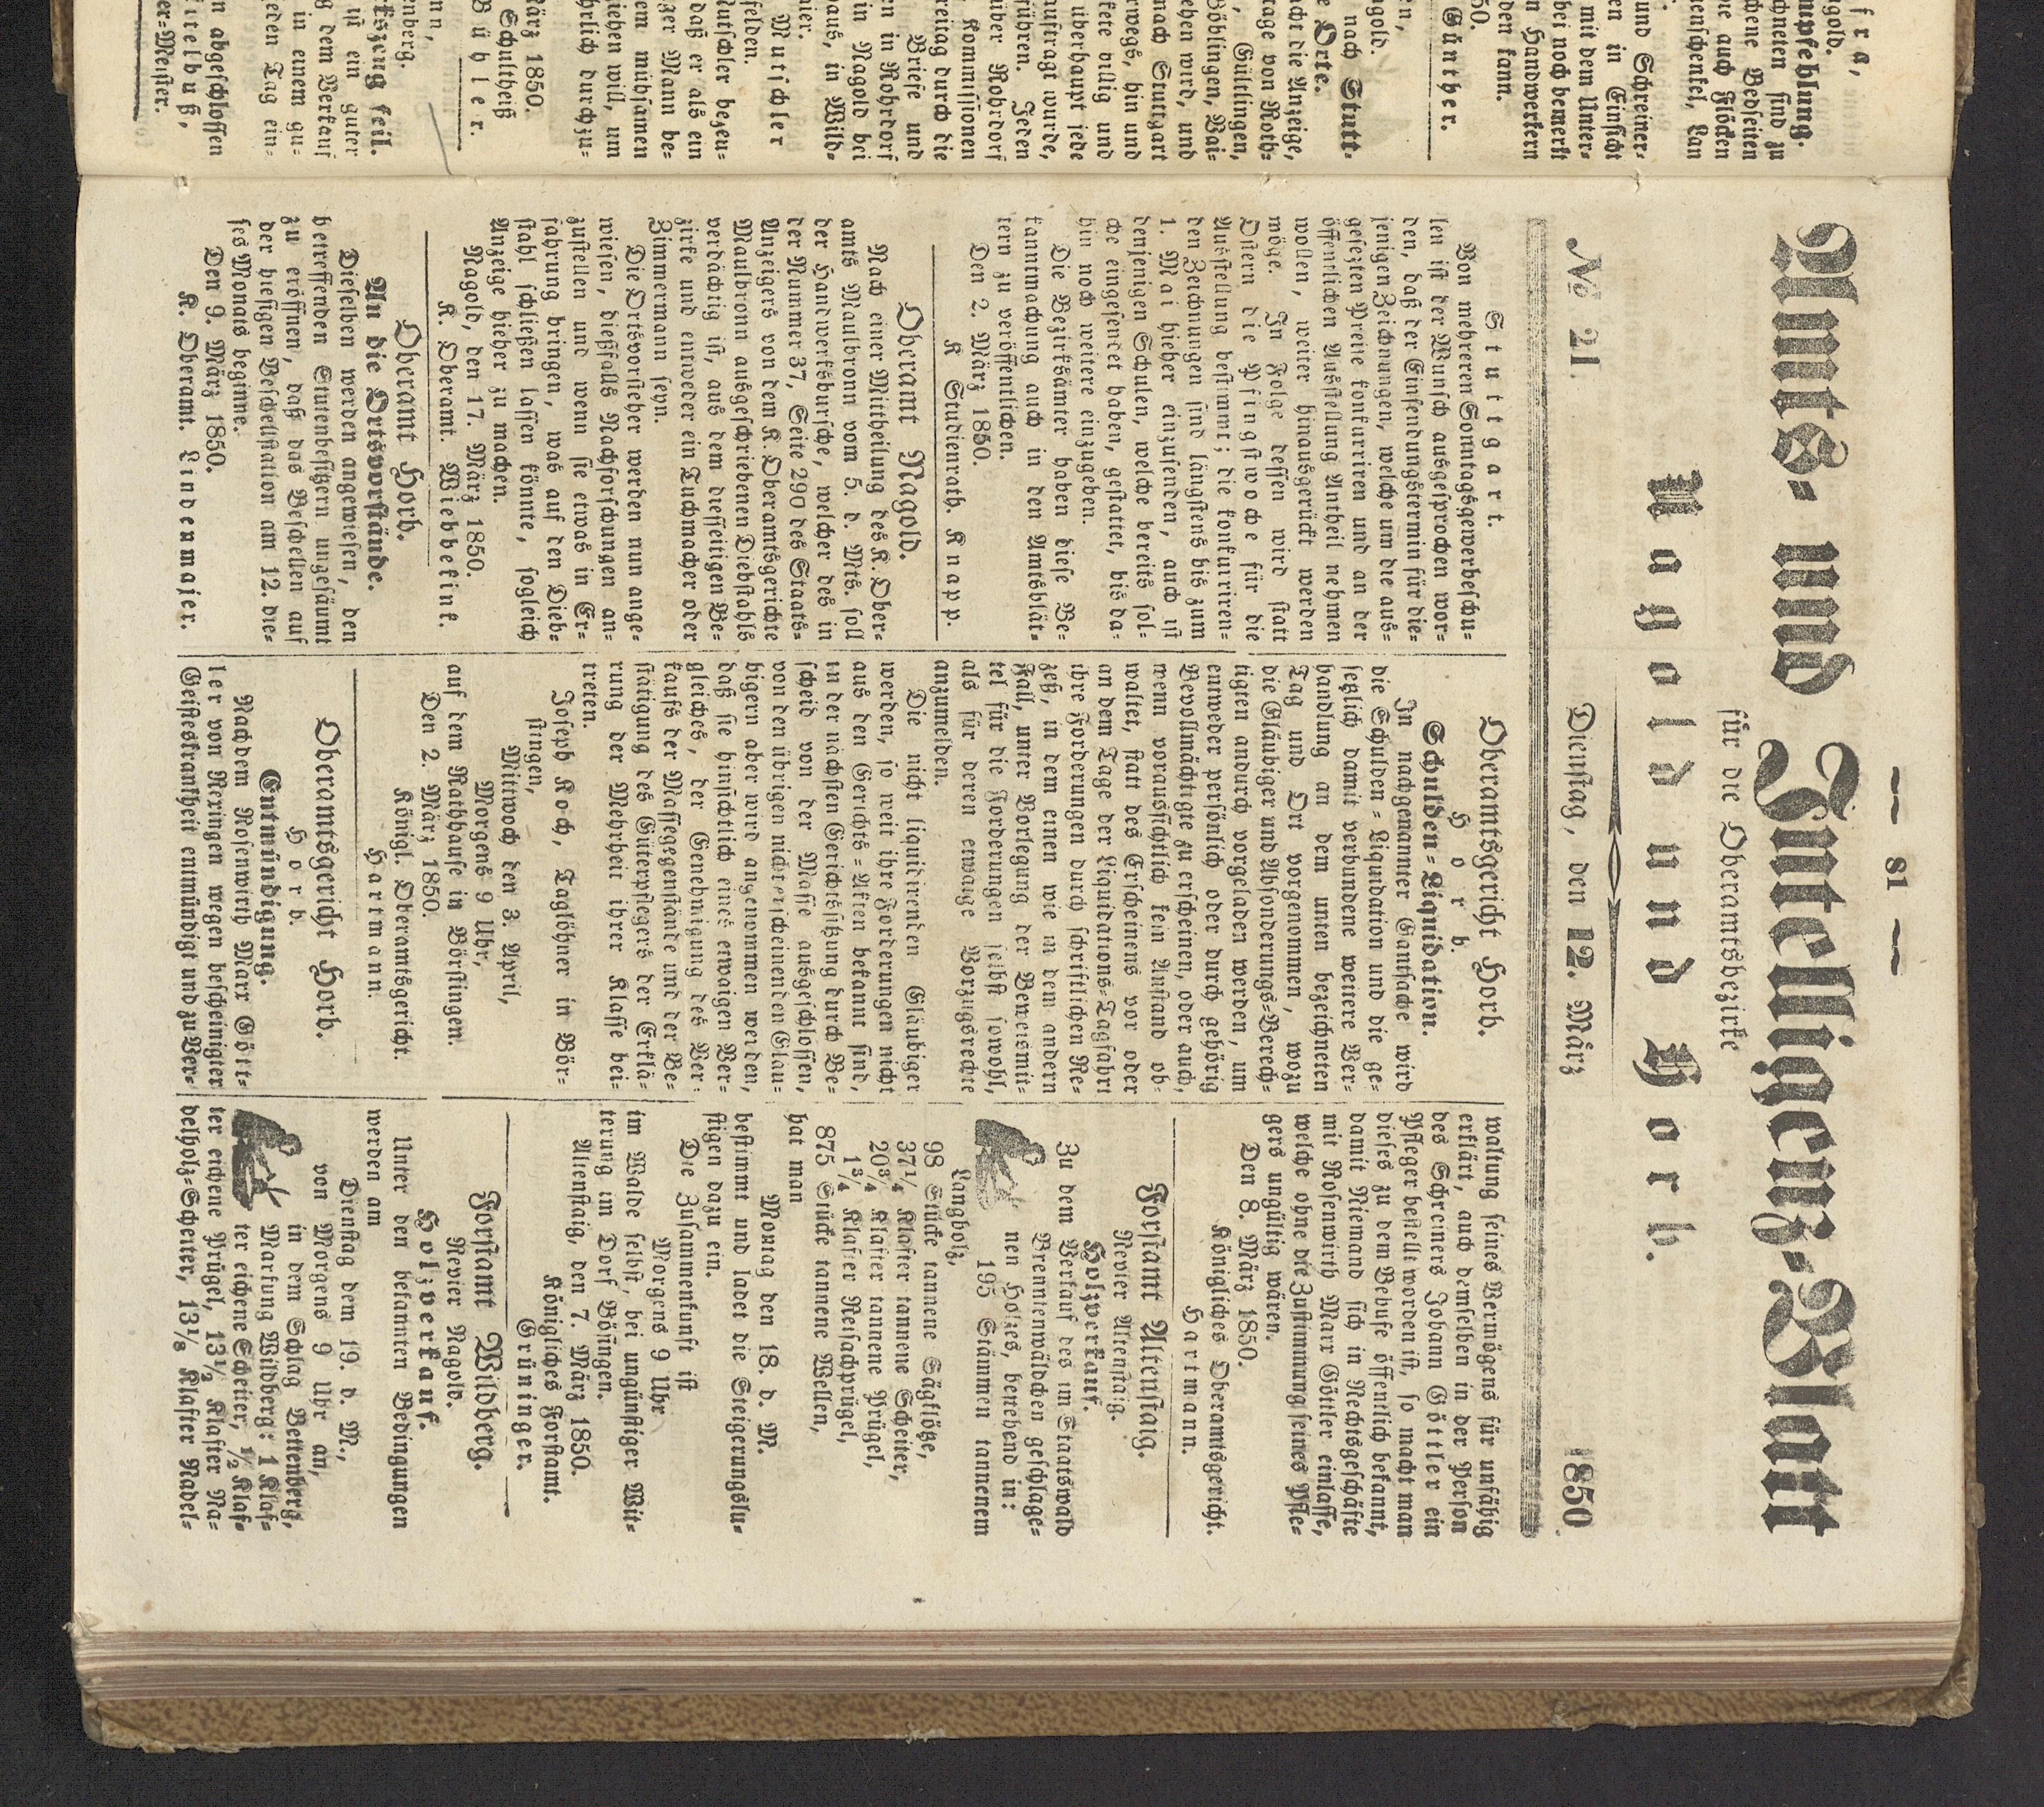 — 81 —
Amts- und Intelligenz-Blatt
für die Oberamtsbezirke
Nagold und Horb.
№ 21
Dienstag, den 12. März
1850
Stuttgart.
Von mehreren Sonntagsgewerbeschu-
len ist der Wunsch ausgesprochen wor-
den, daß der Einsendungstermin für die-
jenigen Zeichnungen, welche um die aus-
gesezten Preise konkurriren und an der
öffentlichen Ausstellung Antheil nehmen
wollen, weiter hinausgerückt werden
möge. In Folge dessen wird statt
Ostern die Pfingstwoche für die
Ausstellung bestimmt; die konkurriren-
den Zeichnungen sind längstens bis zum
1. Mai hieher einzusenden, auch ist
denjenigen Schulen, welche bereits sol-
che eingesendet haben, gestattet, bis da-
hin noch weitere einzugeben.
Die Bezirksämter haben diese Be-
kanntmachung auch in den Amtsblät-
tern zu veröffentlichen.
Den 2. März 1850.
K Studienrath. Knapp.
Oberamt Nagold.
Nach einer Mittheilung des K. Ober-
amts Maulbronn vom 5. d. Mts. soll
der Handwerksbursche, welcher des in
der Nummer 37, Seite 290 des Staats-
Anzeigers von dem K Oberamtsgerichte
Maulbronn ausgeschriebenen Diebstahls
verdächtig ist, aus dem diesseitigen Be-
zirke und entweder ein Tuchmacher oder
Zimmermann seyn.
Die Ortsvorsteher werden nun ange-
wiesen, dießfalls Nachforschungen an-
zustellen und wenn sie etwas in Er-
fahrung bringen, was auf den Dieb-
stahl schließen lassen könnte, sogleich
Anzeige hieher zu machen.
Nagold, den 17. März 1850.
K. Oberamt. Wiebbekink.
Oberamt Horb.
An die Ortsvorstände.
Dieselben werden angewiesen, den
betreffenden Stutenbesitzern ungesäumt
zu eröffnen, daß das Beschellen auf
der hiesigen Beschellstation am 12. die-
ses Monats beginne.
Den 9. März 1850.
K. Oberamt. Lindenmajer.
Oberamtsgericht Horb.
Horb.
Schulden-Liquidation.
In nachgenannter Gantsache wird
die Schulden-Liquidation und die ge-
setzlich damit verbundene weitere Ver-
handlung an dem unten bezeichneten
Tag und Ort vorgenommen, wozu
die Gläubiger und Absonderungs-Berech-
tigten andurch vorgeladen werden, um
entweder persönlich oder durch gehörig
Bevollmächtigte zu erscheinen, oder auch,
wenn voraussichtlich kein Anstand ob-
waltet, statt des Erscheinens vor oder
an dem Tage der Liquidations-Tagfahrt
ihre Forderungen durch schriftlichen Re-
zeß, in dem einen wie in dem andern
Fall, unter Vorlegung der Beweismit-
tel für die Forderungen selbst sowohl,
als für deren etwaige Vorzugsrechte
anzumelden.
Die nicht liquidirenden Gläubiger
werden, so weit ihre Forderungen nicht
aus den Gerichts-Akten bekannt sind,
in der nächsten Gerichtssitzung durch Be-
scheid von der Masse ausgeschlossen,
von den übrigen nicht erscheinenden Gläu-
bigern aber wird angenommen werden,
daß sie hinsichtlich eines etwaigen Ver-
gleiches, der Genehmigung des Ver-
kaufs der Massegegenstände und der Be-
stätigung des Güterpflegers der Erklä-
rung der Mehrheit ihrer Klasse bei-
treten.
Joseph Koch, Taglöhner in Bör-
stingen,
Mittwoch den 3. April,
Morgens 9 Uhr,
auf dem Rathhause in Börstingen.
Den 2. März 1850.
Königl. Oberamtsgericht.
Hartmann.
Oberamtsgericht Horb.
Horb.
Entmündigung.
Nachdem Rosenwirth Marx Gött-
ler von Nringen wegen bescheinigter
Geisteskrankheit entmündigt und zu Ver-
waltung seines Vermögens für unfähig
erklärt, auch demselben in der Person
des Schreiners Johann Göttler ein
Pfleger bestellt worden ist, so macht man
dieses zu dem Behufe öffentlich bekannt,
damit Niemand sich in Rechtsgeschäfte
mit Rosenwirth Marx Göttler einlasse,
welche ohne die Zustimmung seines Pfle-
gers ungültig wären.
Den 8. März 1850.
Königliches Oberamtsgericht.
Hartmann.
Forstamt Altenstaig.
Revier Altenstaig.
Holzverkauf.
Zu dem Verkauf des im Staatswald
Brenntenwäldchen geschlage-
nen Holzes, bestehend in:
195 Stämmen tannenem
Langholz,
98 Stücke tannene Sägklöße,
37¼ Klafter tannene Scheiter,
20¾ Klafter tannene Prügel,
1¾ Klafter Reisachprügel,
875 Stücke tannene Wellen,
hat man
Montag den 18. d. M.
bestimmt und ladet die Steigerungslu-
stigen dazu ein.
Die Zusammenkunft ist
Morgens 9 Uhr
im Walde selbst, bei ungünstiger Wit-
terung im Dorf Bösingen.
Altenstaig, den 7. März 1850.
Königliches Forstamt.
Grüninger.
Forstamt Wildberg.
Revier Nagold.
Holzverkauf.
Unter den bekannten Bedingungen
werden am
Dienstag dem 19. d. M.,
von Morgens 9 Uhr an,
in dem Schlag Bettenberg,
Markung Wildberg: 1 Klaf-
ter eichene Scheiter, ½ Klaf-
ter eichene Prügel, 13½ Klafter Na-
delholz-Scheiter, 13⅛ Klafter Nadel-